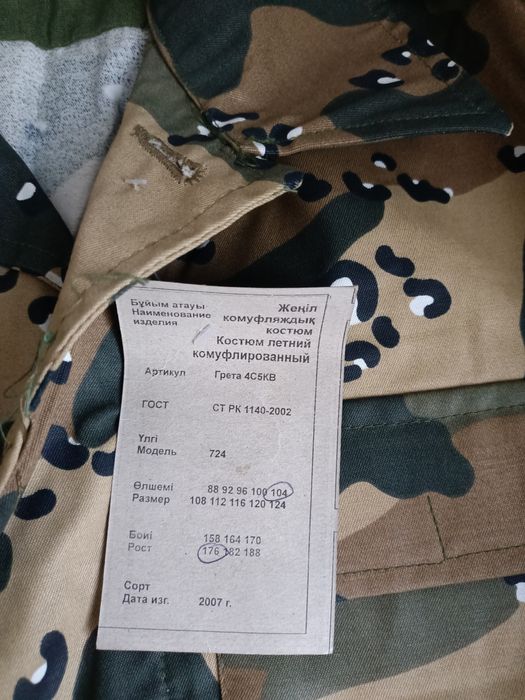 Бұйым атауы
Наименование
изделия
Жеңіл
комуфляждық
костюм
Костюм летний
комуфлированный
Артикул Грета 4С5КВ
ГОСТ СТ РК 1140-2002
Үлгі
Модель 724
Өлшемі 88 92 96 100 104
Размер 108 112 116 120 124
Бойі 158 164 170
Рост 176 182 188
Сорт
Дата изг. 2007 г.